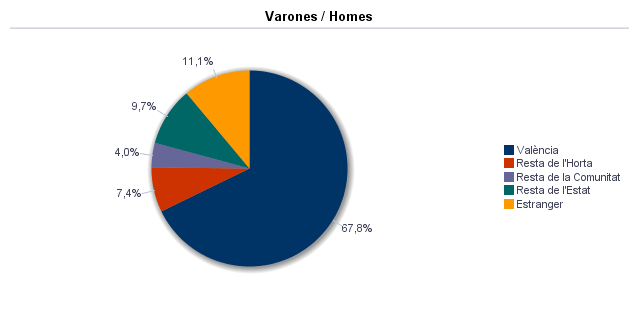 Varones / Homes
11,1%
9,7%
4,0%
7,4%
67,8%
València
Resta de l'Horta
Resta de la Comunitat
Resta de l'Estat
Estranger